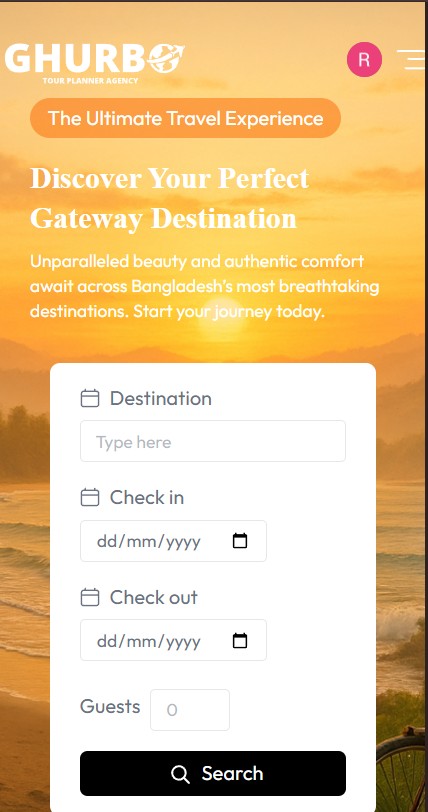 GHURBO
TOUR PLANNER AGENCY
R
The Ultimate Travel Experience
Discover Your Perfect
Gateway Destination
Unparalleled beauty and authentic comfort
await across Bangladesh's most breathtaking
destinations. Start your journey today.
Destination
Type here
Check in
dd/mm/yyyy
Check out
dd/mm/yyyy
Guests 0
Search